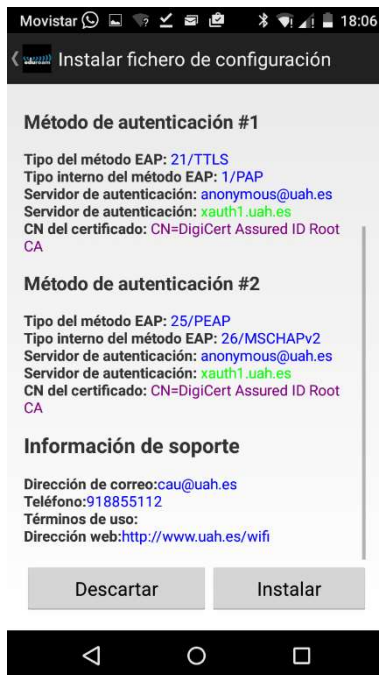 Movistar 18:06
eduroam Instalar fichero de configuración
Método de autenticación #1
Tipo del método EAP: 21/TTLS
Tipo interno del método EAP: 1/PAP
Servidor de autenticación: anonymous@uah.es
Servidor de autenticación: xauth1.uah.es
CN del certificado: CN=DigiCert Assured ID Root
CA
Método de autenticación #2
Tipo del método EAP: 25/PEAP
Tipo interno del método EAP: 26/MSCHAPv2
Servidor de autenticación: anonymous@uah.es
Servidor de autenticación: xauth1.uah.es
CN del certificado: CN=DigiCert Assured ID Root
CA
Información de soporte
Dirección de correo:cau@uah.es
Teléfono:918855112
Términos de uso:
Dirección web:http://www.uah.es/wifi
Descartar Instalar